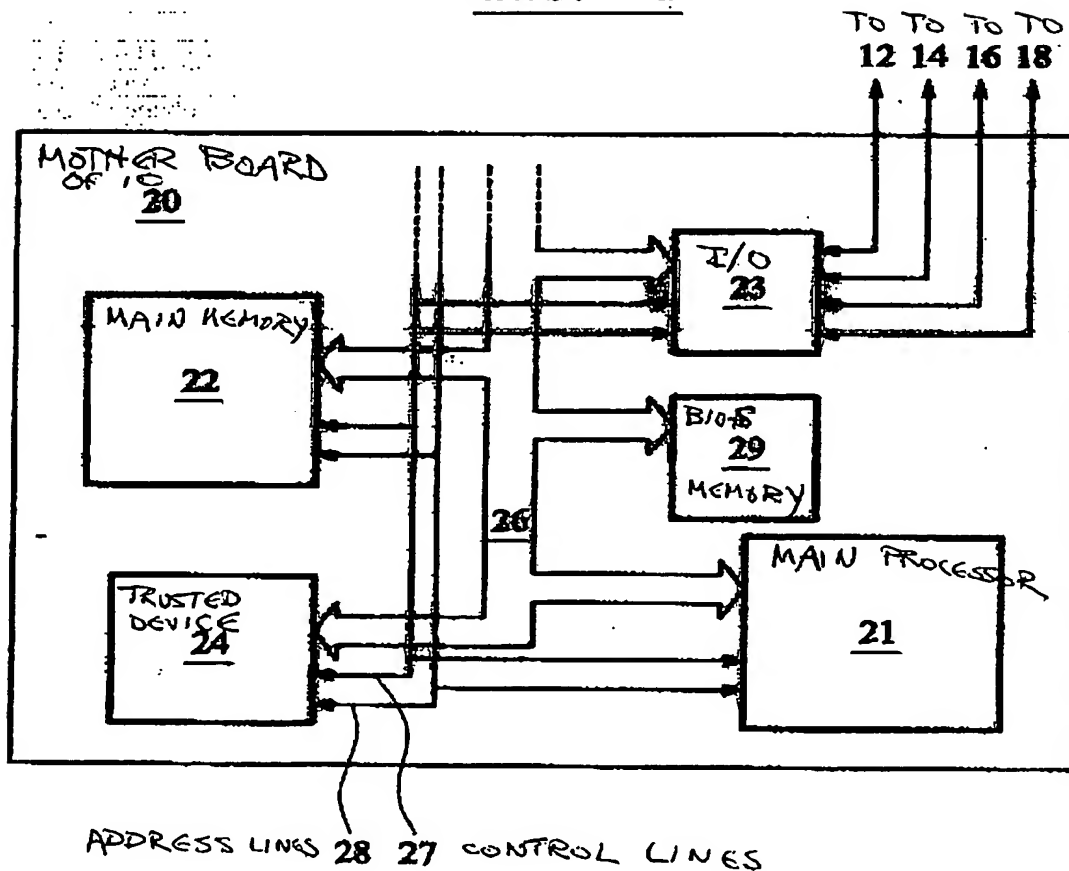 TO TO TO TO
12 14 16 18
MOTHER BOARD
OF 10
20
I/O
23
MAIN MEMORY
22
BIOS
29
MEMORY
26
MAIN PROCESSOR
21
TRUSTED
DEVICE
24
ADDRESS LINES 28 27 CONTROL LINES